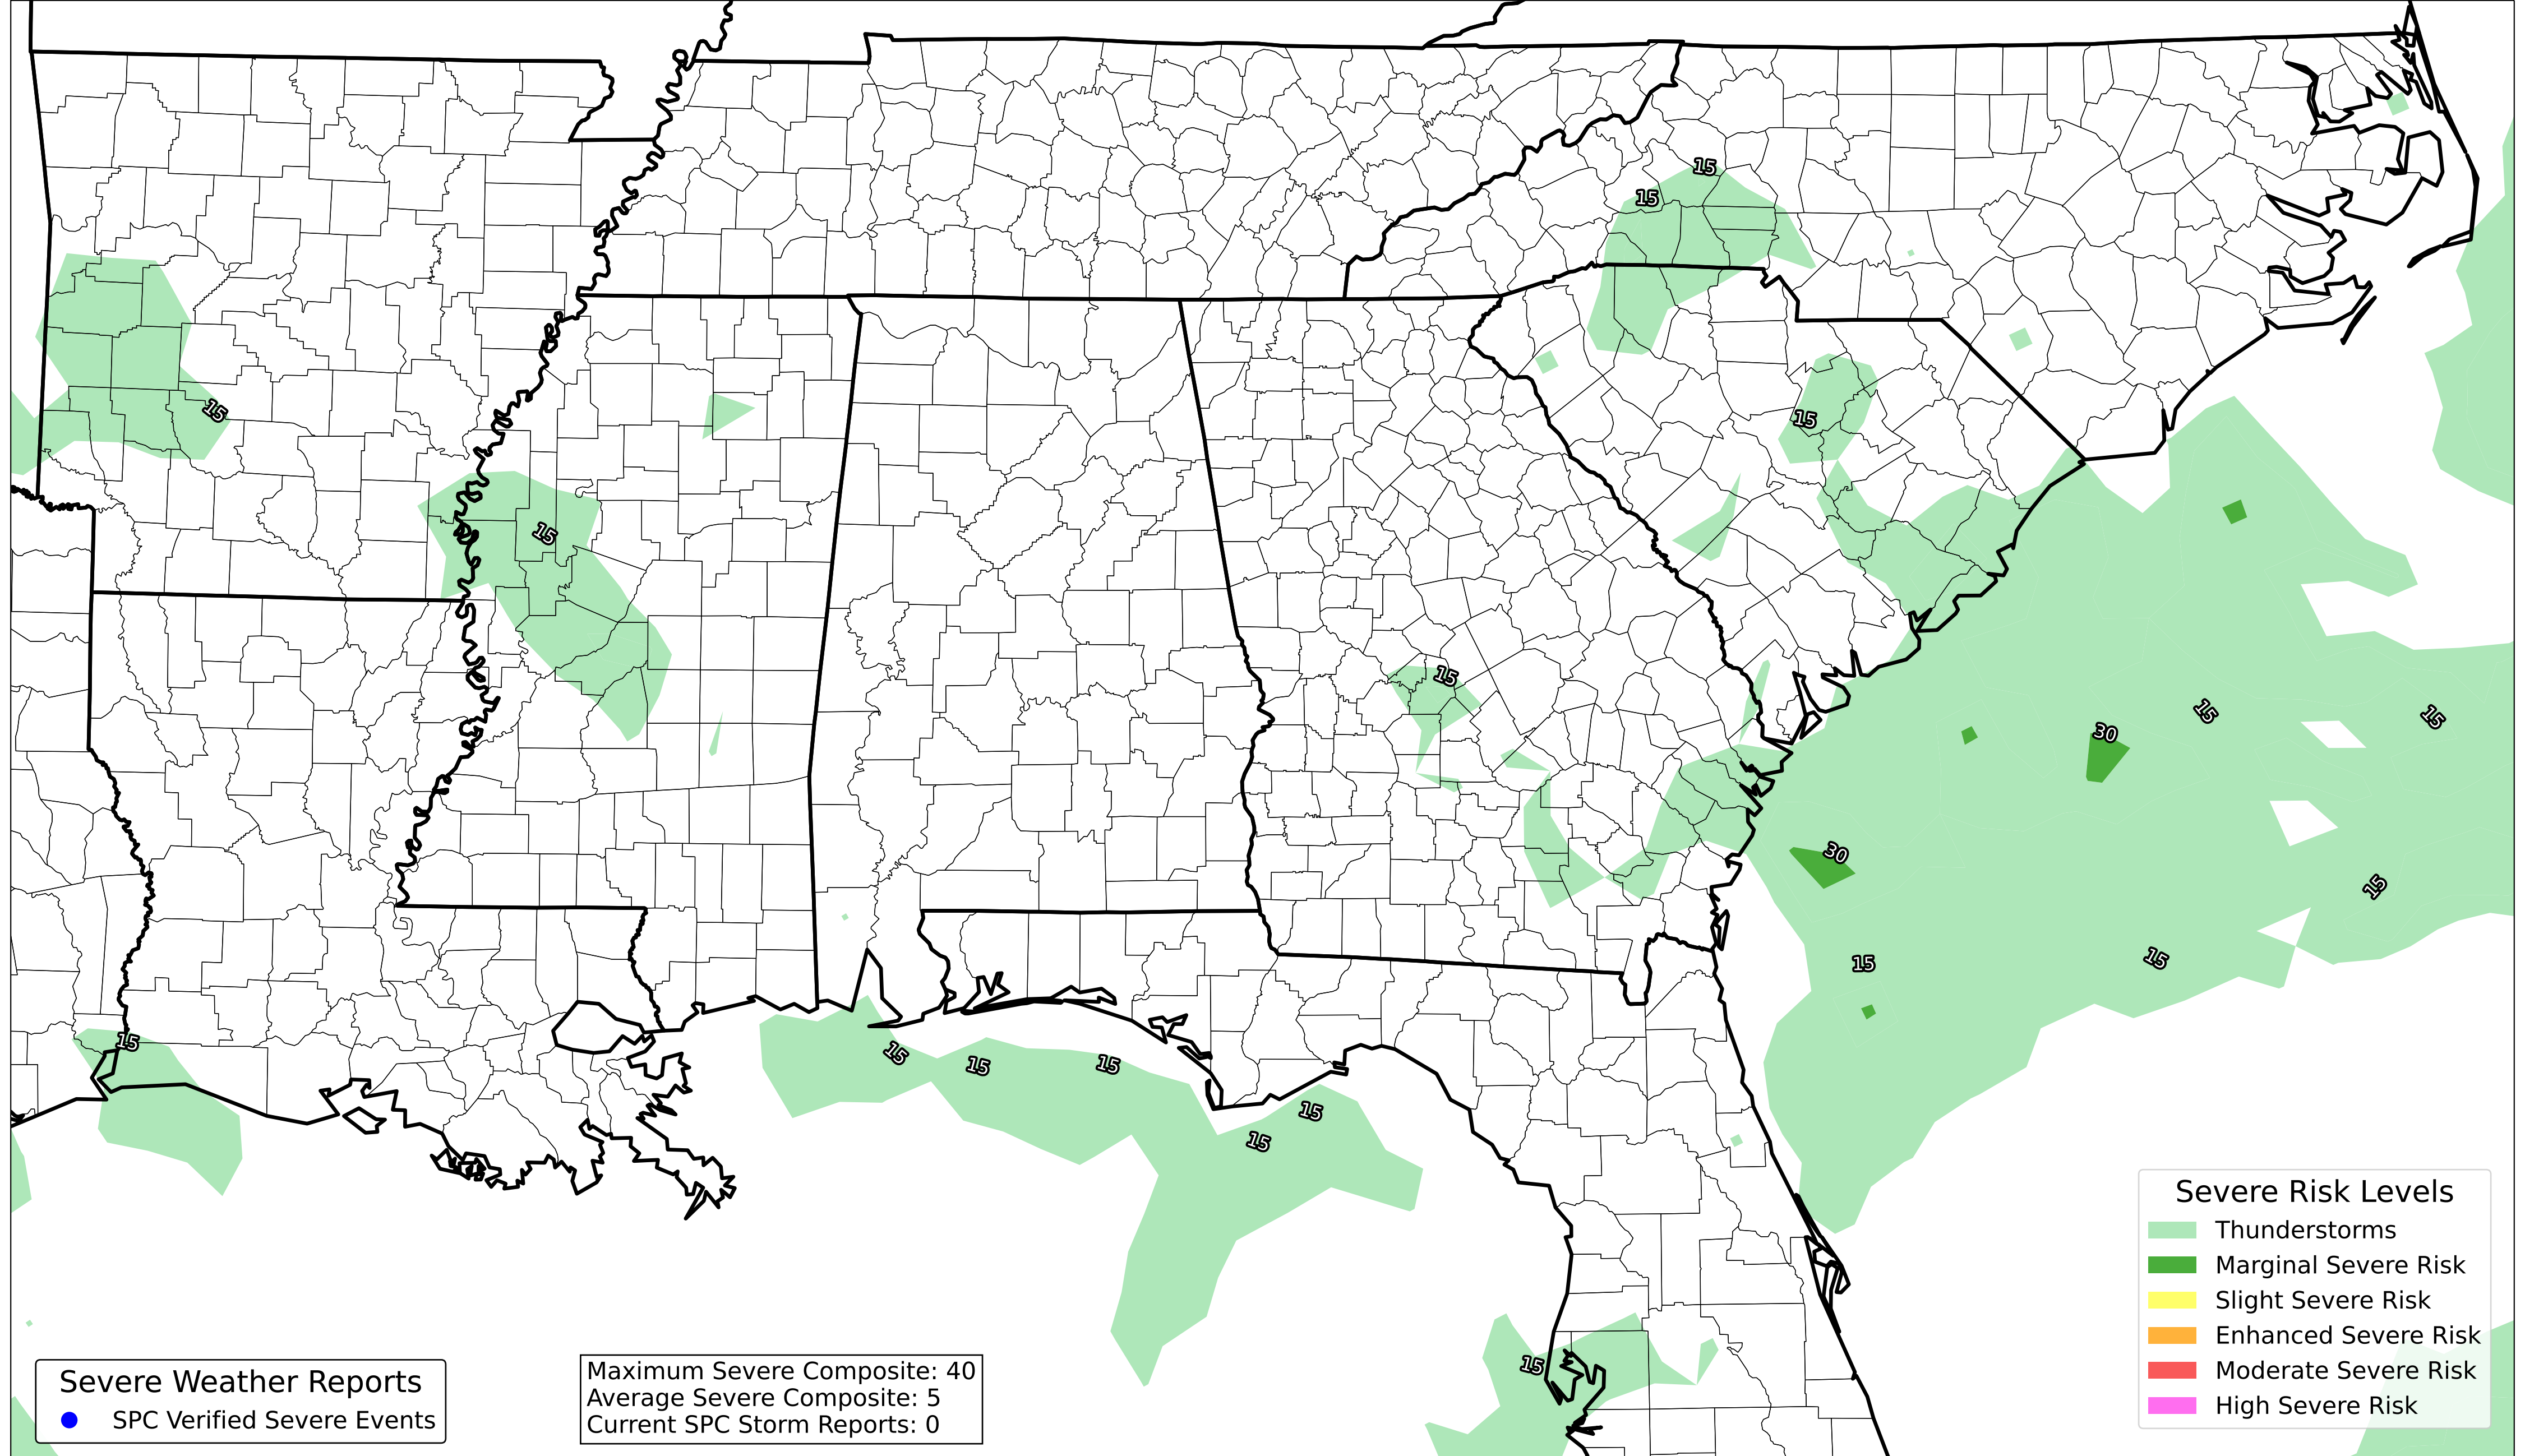 15
15
15
15
15
15
15
30
15
30
15
15
15
15
15
15
15
15
15
15
Severe Risk Levels
Thunderstorms
Marginal Severe Risk
Slight Severe Risk
Enhanced Severe Risk
Moderate Severe Risk
High Severe Risk
Severe Weather Reports
SPC Verified Severe Events
Maximum Severe Composite: 40
Average Severe Composite: 5
Current SPC Storm Reports: 0